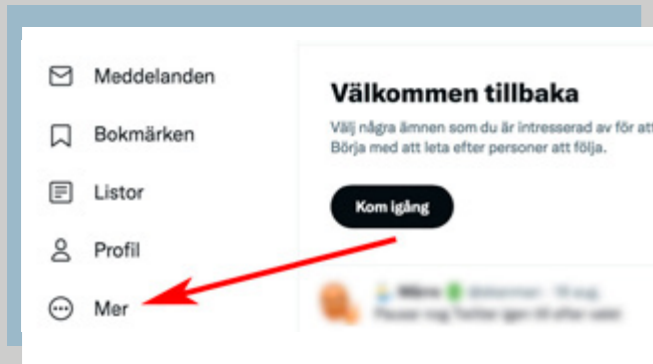 Meddelanden
Bokmärken
Listor
Profil
Mer
Välkommen tillbaka
Välj några ämnen som du är intresserad av för att
Börja med att leta efter personer att följa.
Kom igång